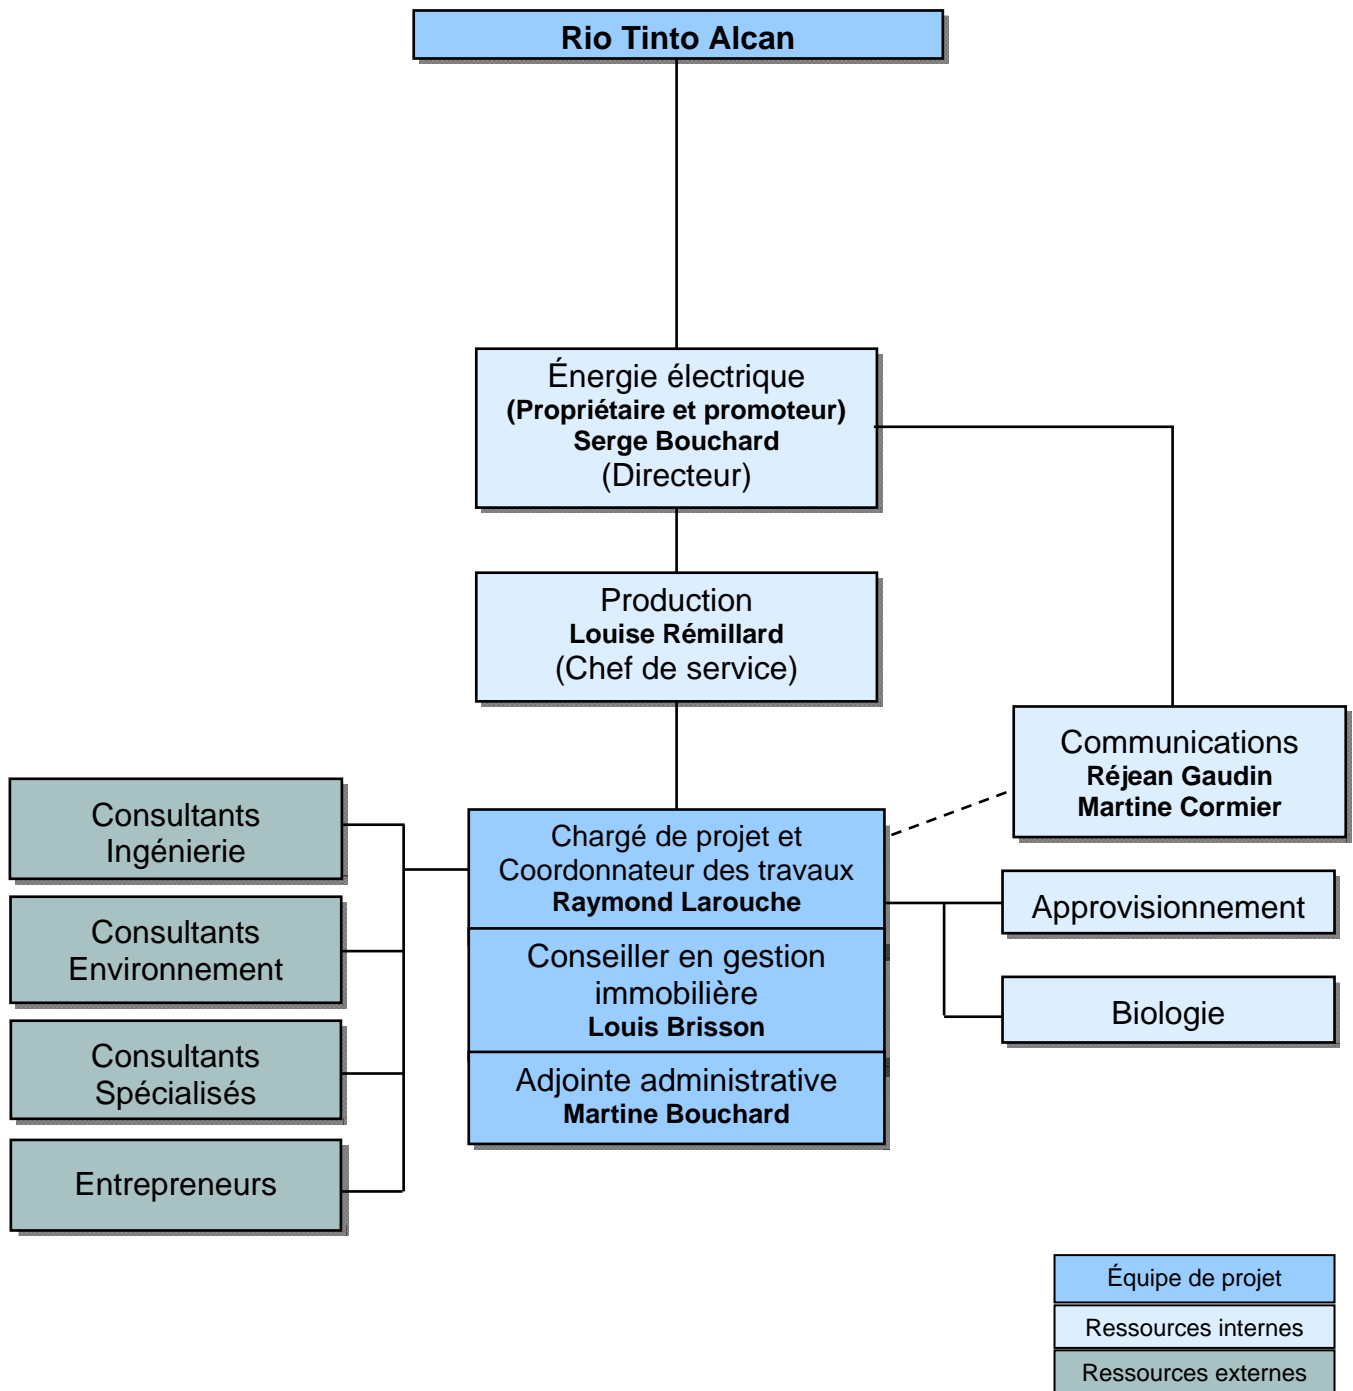 Rio Tinto Alcan
Énergie électrique
(Propriétaire et promoteur)
Serge Bouchard
(Directeur)
Production
Louise Rémillard
(Chef de service)
Communications
Réjean Gaudin
Martine Cormier
Consultants
Ingénierie
Consultants
Environnement
Consultants
Spécialisés
Entrepreneurs
Chargé de projet et
Coordonnateur des travaux
Raymond Larouche
Conseiller en gestion
immobilière
Louis Brisson
Adjointe administrative
Martine Bouchard
Approvisionnement
Biologie
Équipe de projet
Ressources internes
Ressources externes